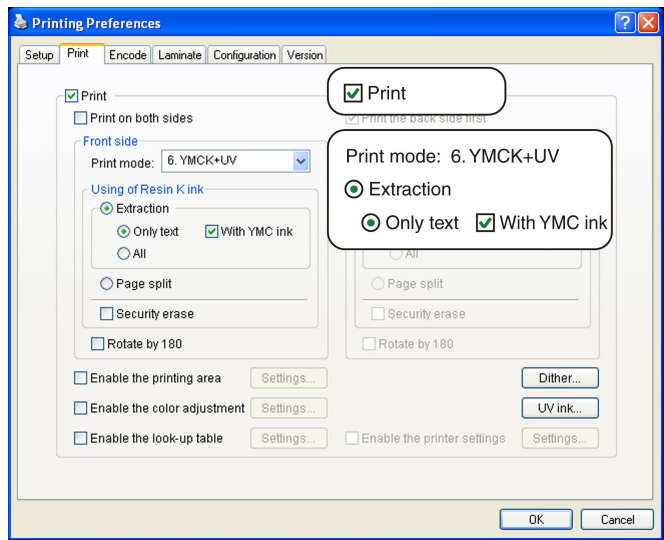 Printing Preferences
Setup Print Encode Laminate Configuration Version
Print
Print
Print on both sides
Print the back side first
Front side
Print mode: 6. YMCK+UV
Print mode: 6. YMCK+UV
Using of Resin K ink
Extraction
Extraction
Only text With YMC ink
Only text With YMC ink
All
All
Page split
Page split
Security erase
Security erase
Rotate by 180
Rotate by 180
Enable the printing area Settings...
Dither...
Enable the color adjustment Settings...
UV ink...
Enable the look-up table Settings...
Enable the printer settings Settings...
OK Cancel